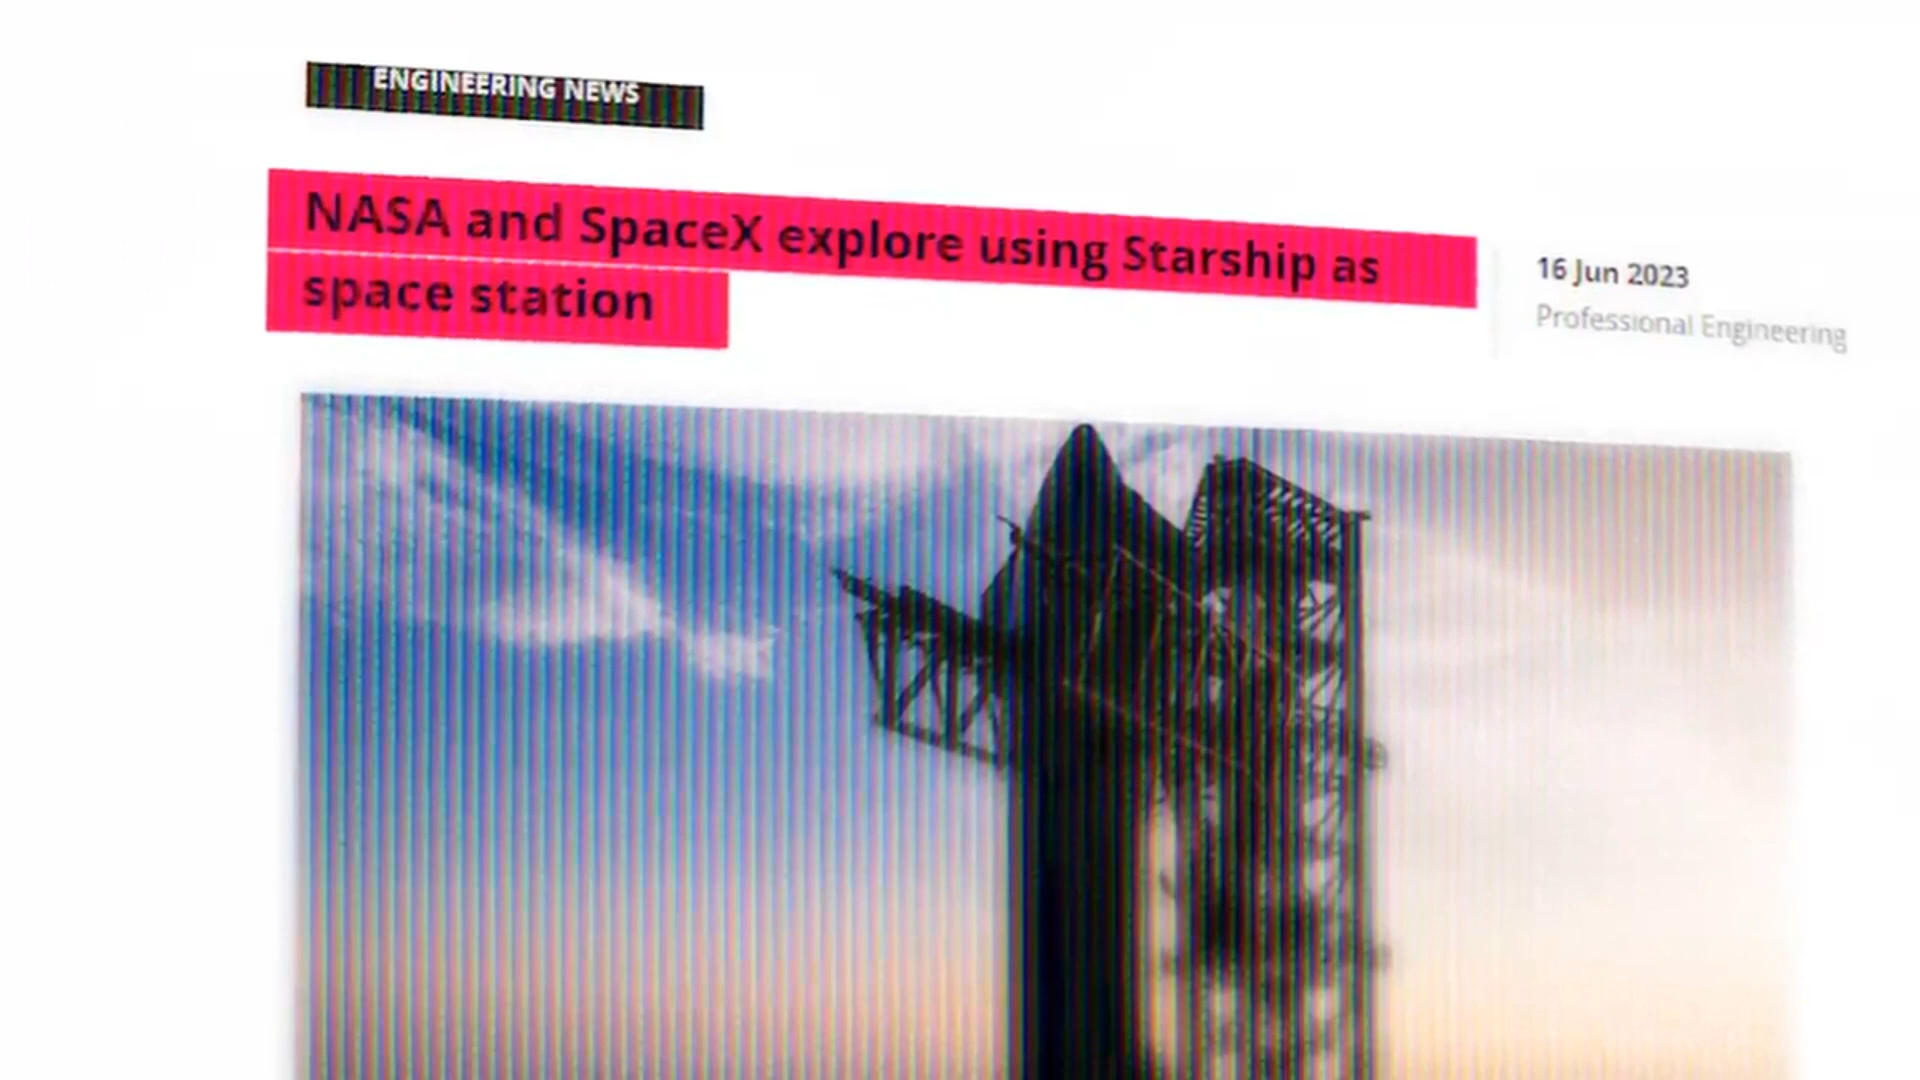 ENGINEERING NEWS
NASA and SpaceX explore using Starship as
space station
16 Jun 2023
Professional Engineering